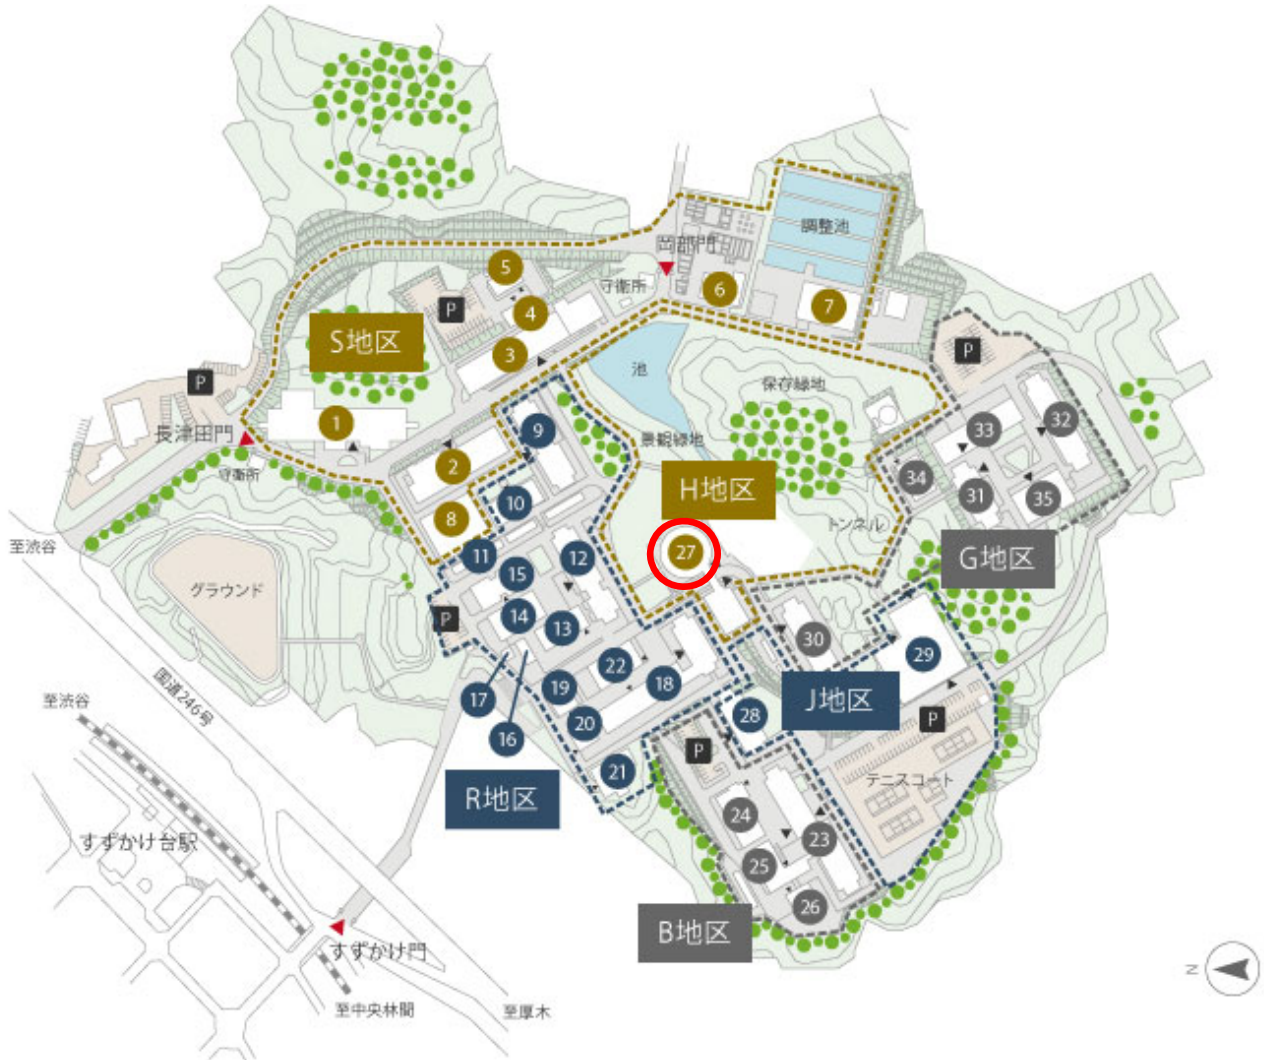 調整池
岡部門
5
守衛所
6
P
4
7
S地区
3
池
P
保存緑地
P
1
9
33
32
長津田門
景観緑地
2
守衛所
H地区
34
31
35
8
10
トンネル
至渋谷
11
12
27
G地区
15
グラウンド
P
14
13
30
29
22
17
19
18
国道246号
至渋谷
J地区
28
P
20
16
P
21
テニスコート
R地区
24
すずかけ台駅
23
25
26
B地区
すずかけ門
N
至中央林間
至厚木